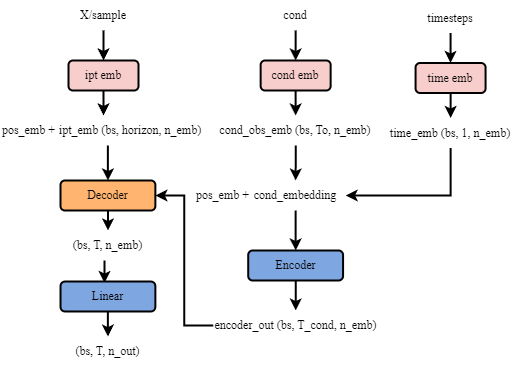 X/sample
cond
timesteps
ipt emb
cond emb
time emb
pos_emb + ipt_emb (bs, horizon, n_emb)
cond_obs_emb (bs, To, n_emb)
time_emb (bs, 1, n_emb)
Decoder
pos_emb + cond_embedding
(bs, T, n_emb)
Encoder
Linear
encoder_out (bs, T_cond, n_emb)
(bs, T, n_out)